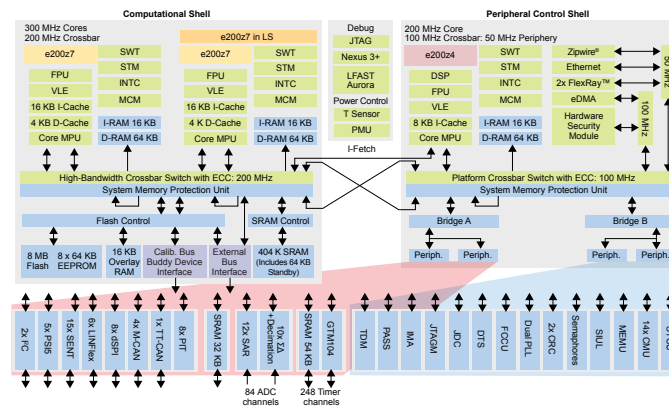 Computational Shell
300 MHz Cores
200 MHz Crossbar
e200z7
FPU
VLE
16 KB I-Cache
4 KB D-Cache
Core MPU
SWT
STM
INTC
MCM
I-RAM 16 KB
D-RAM 64 KB
e200z7 in LS
e200z7
FPU
VLE
16 KB I-Cache
4 K D-Cache
Core MPU
SWT
STM
INTC
MCM
I-RAM 16 KB
D-RAM 64 KB
Debug
JTAG
Nexus 3+
LFAST
Aurora
Power Control
T Sensor
PMU
I-Fetch
Peripheral Control Shell
200 MHz Core
100 MHz Crossbar: 50 MHz Periphery
e200z4
DSP
FPU
VLE
8 KB I-Cache
Core MPU
SWT
STM
INTC
MCM
I-RAM 16 KB
D-RAM 64 KB
Zipwire®
Ethernet
2x FlexRay™
eDMA
Hardware
Security
Module
100 MHz
50 MHz
High-Bandwidth Crossbar Switch with ECC: 200 MHz
System Memory Protection Unit
Flash Control
SRAM Control
8 MB
Flash
8 x 64 KB
EEPROM
16 KB
Overlay
RAM
Calib. Bus
Buddy Device
Interface
External
Bus
Interface
404 K SRAM
(Includes 64 KB
Standby)
Platform Crossbar Switch with ECC: 100 MHz
System Memory Protection Unit
Bridge A
Bridge B
Periph.
Periph.
Periph.
Periph.
2x I²C
5x PSI5
15x SENT
6x LINFlex
8x dSPI
4x M-CAN
1x TT-CAN
8x PIT
SRAM 32 KB
12x SAR
10x ΣΔ
+Decimation
SRAM 54 KB
GTM104
TDM
PASS
IMA
JTAGM
JDC
DTS
FCCU
Dual PLL
2x CRC
Semaphores
SIUL
MEMU
14x CMU
84 ADC
channels
248 Timer
channels